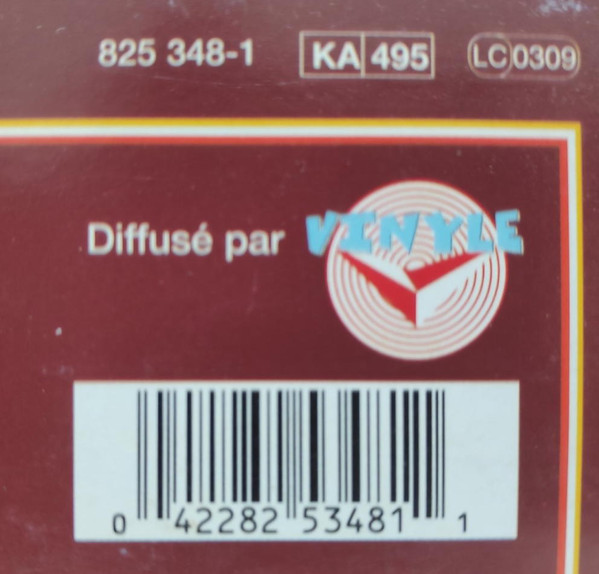 825 348-1 KA 495 LC 0309
Diffusé par VINYLE
0 42282 53481 1